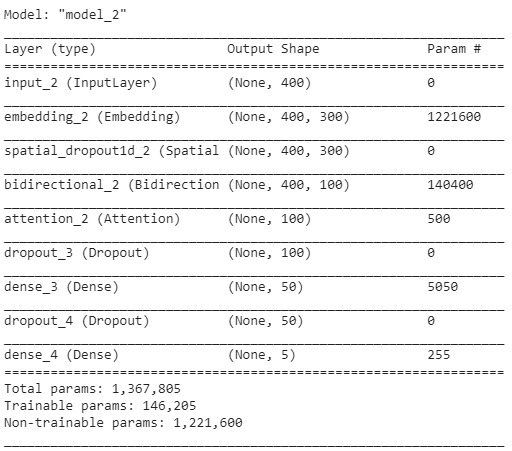 Model: "model_2"
_________________________________________________________________
Layer (type)                 Output Shape              Param #
=================================================================
input_2 (InputLayer)         (None, 400)               0
_________________________________________________________________
embedding_2 (Embedding)      (None, 400, 300)          1221600
_________________________________________________________________
spatial_dropout1d_2 (Spatial (None, 400, 300)          0
_________________________________________________________________
bidirectional_2 (Bidirection (None, 400, 100)          140400
_________________________________________________________________
attention_2 (Attention)      (None, 100)               500
_________________________________________________________________
dropout_3 (Dropout)          (None, 100)               0
_________________________________________________________________
dense_3 (Dense)              (None, 50)                5050
_________________________________________________________________
dropout_4 (Dropout)          (None, 50)                0
_________________________________________________________________
dense_4 (Dense)              (None, 5)                 255
=================================================================
Total params: 1,367,805
Trainable params: 146,205
Non-trainable params: 1,221,600
_________________________________________________________________